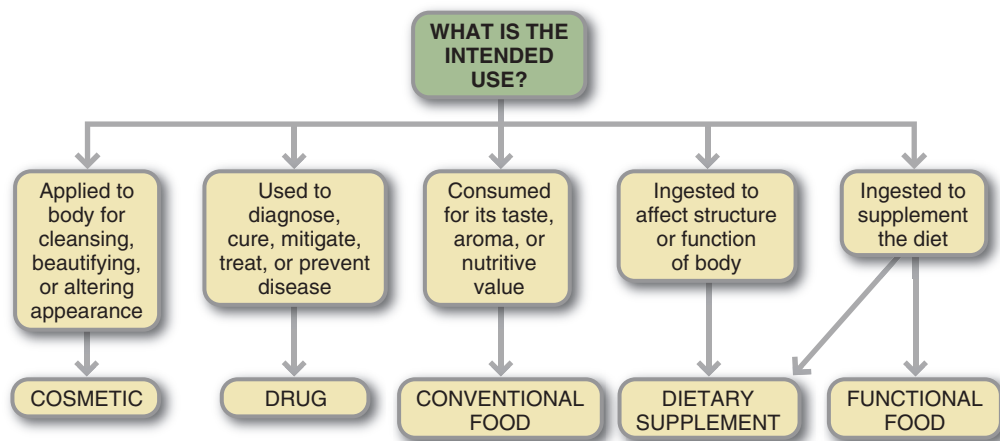 WHAT IS THE
INTENDED
USE?
Applied to
body for
cleansing,
beautifying,
or altering
appearance
Used to
diagnose,
cure, mitigate,
treat, or prevent
disease
Consumed
for its taste,
aroma, or
nutritive
value
Ingested to
affect structure
or function
of body
Ingested to
supplement
the diet
COSMETIC
DRUG
CONVENTIONAL
FOOD
DIETARY
SUPPLEMENT
FUNCTIONAL
FOOD